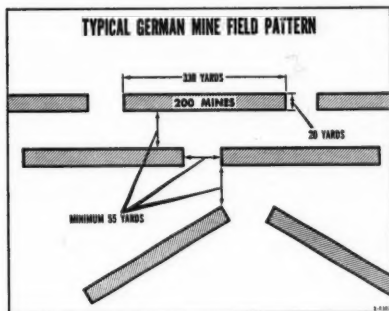 TYPICAL GERMAN MINE FIELD PATTERN
330 YARDS
200 MINES
20 YARDS
MINIMUM 55 YARDS